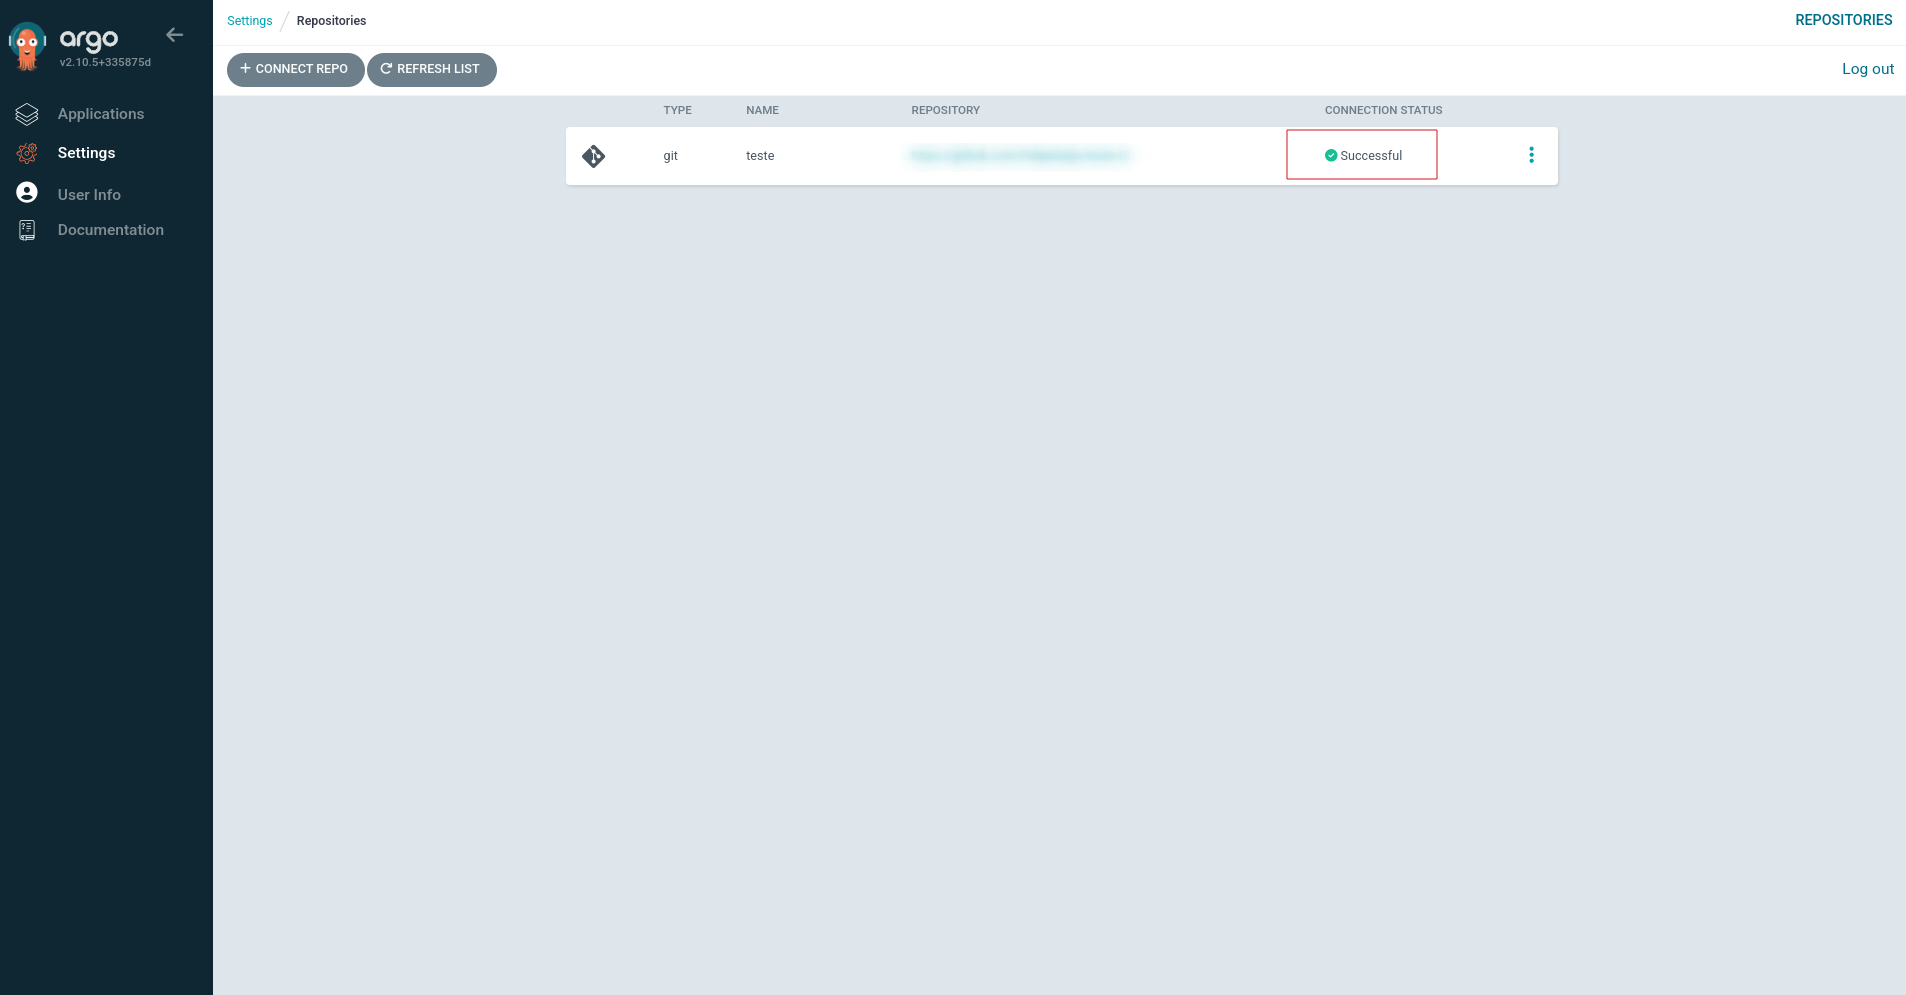 argo
v2.10.5+335875d
Applications
Settings
User Info
Documentation
Settings / Repositories
REPOSITORIES
+ CONNECT REPO
REFRESH LIST
Log out
TYPE NAME REPOSITORY CONNECTION STATUS
git teste Successful